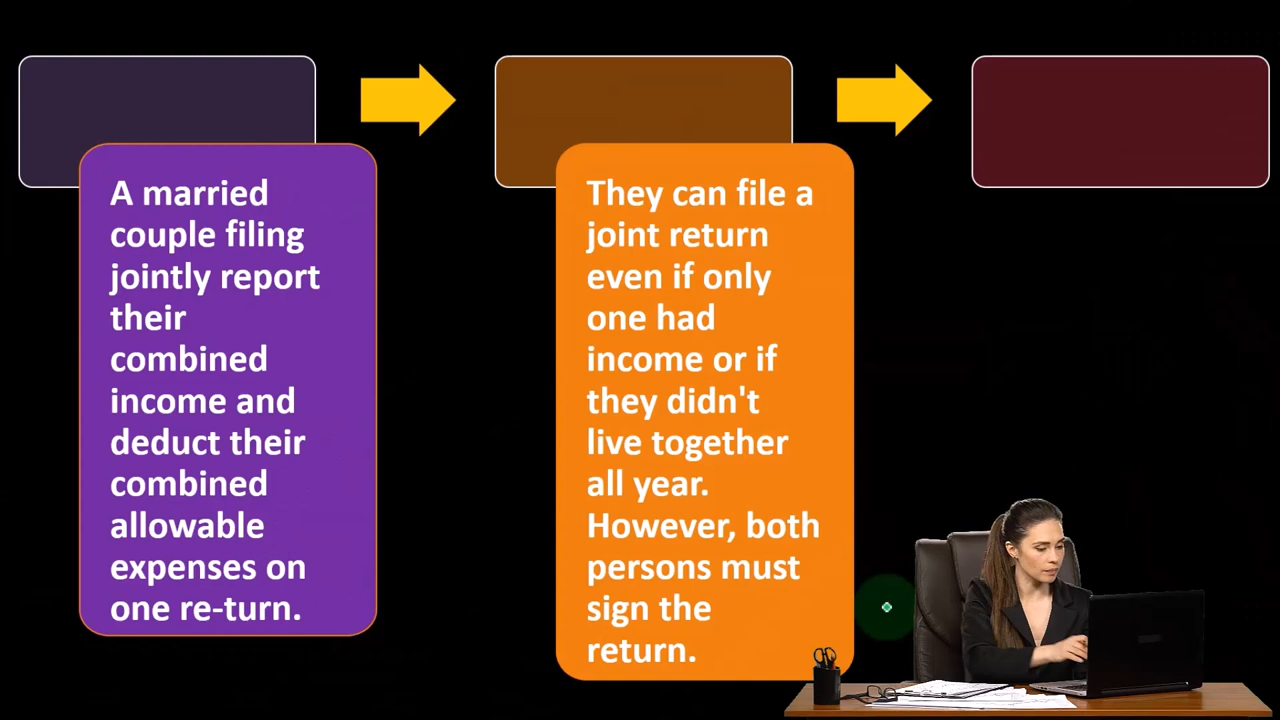 A married
couple filing
jointly report
their
combined
income and
deduct their
combined
allowable
expenses on
one re-turn.
They can file a
joint return
even if only
one had
income or if
they didn't
live together
all year.
However, both
persons must
sign the
return.